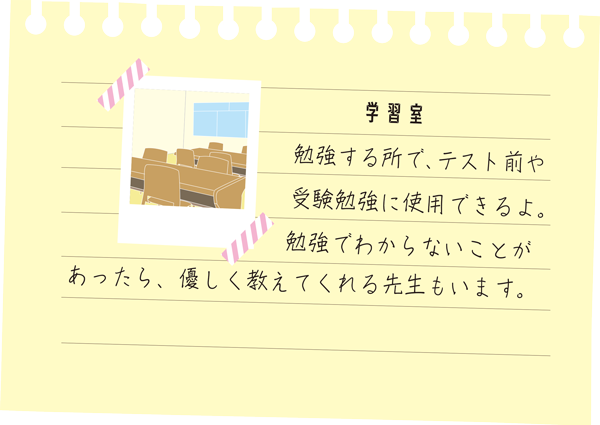 学習室
勉強する所で、テスト前や
受験勉強に使用できるよ。
勉強でわからないことが
あったら、優しく教えてくれる先生もいます。